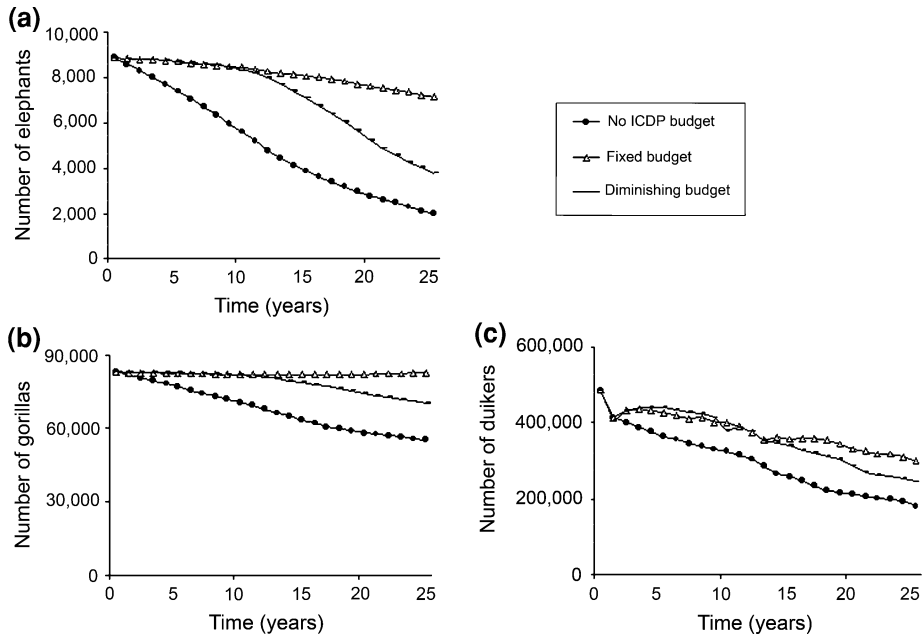 (a)
10,000
8,000
6,000
4,000
2,000
0
Number of elephants
0 5 10 15 20 25
Time (years)
No ICDP budget
Fixed budget
Diminishing budget
(b)
90,000
60,000
30,000
0
Number of gorillas
0 5 10 15 20 25
Time (years)
(c)
600,000
400,000
200,000
0
Number of duikers
0 5 10 15 20 25
Time (years)